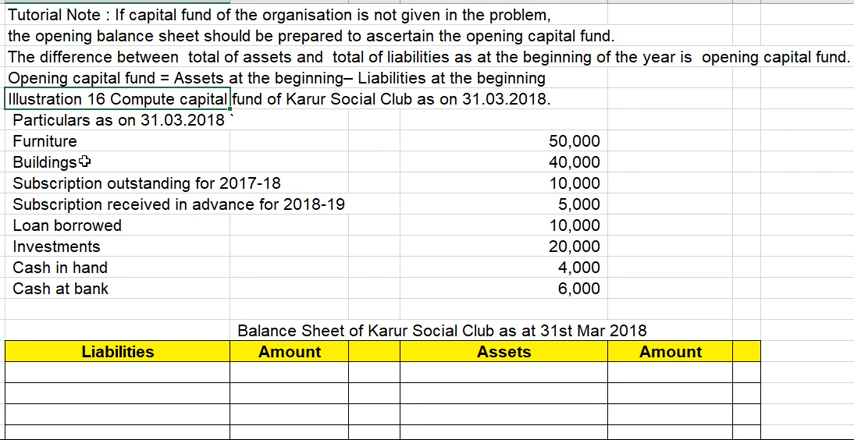 Tutorial Note : If capital fund of the organisation is not given in the problem,
the opening balance sheet should be prepared to ascertain the opening capital fund.
The difference between total of assets and total of liabilities as at the beginning of the year is opening capital fund.
Opening capital fund = Assets at the beginning– Liabilities at the beginning
Illustration 16 Compute capital fund of Karur Social Club as on 31.03.2018.
Particulars as on 31.03.2018 `
Furniture 50,000
Buildings 40,000
Subscription outstanding for 2017-18 10,000
Subscription received in advance for 2018-19 5,000
Loan borrowed 10,000
Investments 20,000
Cash in hand 4,000
Cash at bank 6,000
Balance Sheet of Karur Social Club as at 31st Mar 2018
Liabilities Amount Assets Amount